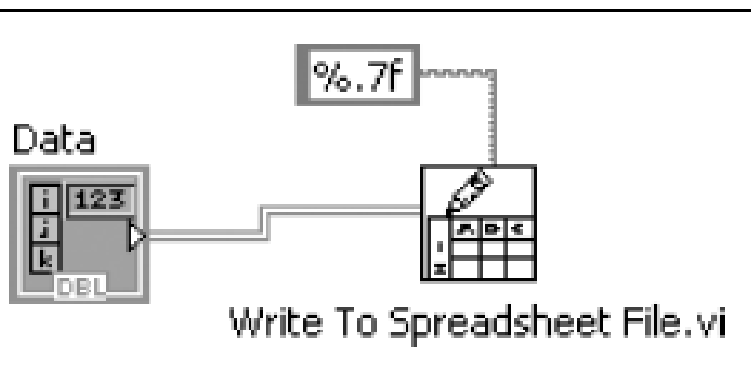 %.7f
Data
i
123
j
k
DBL
Write To Spreadsheet File.vi